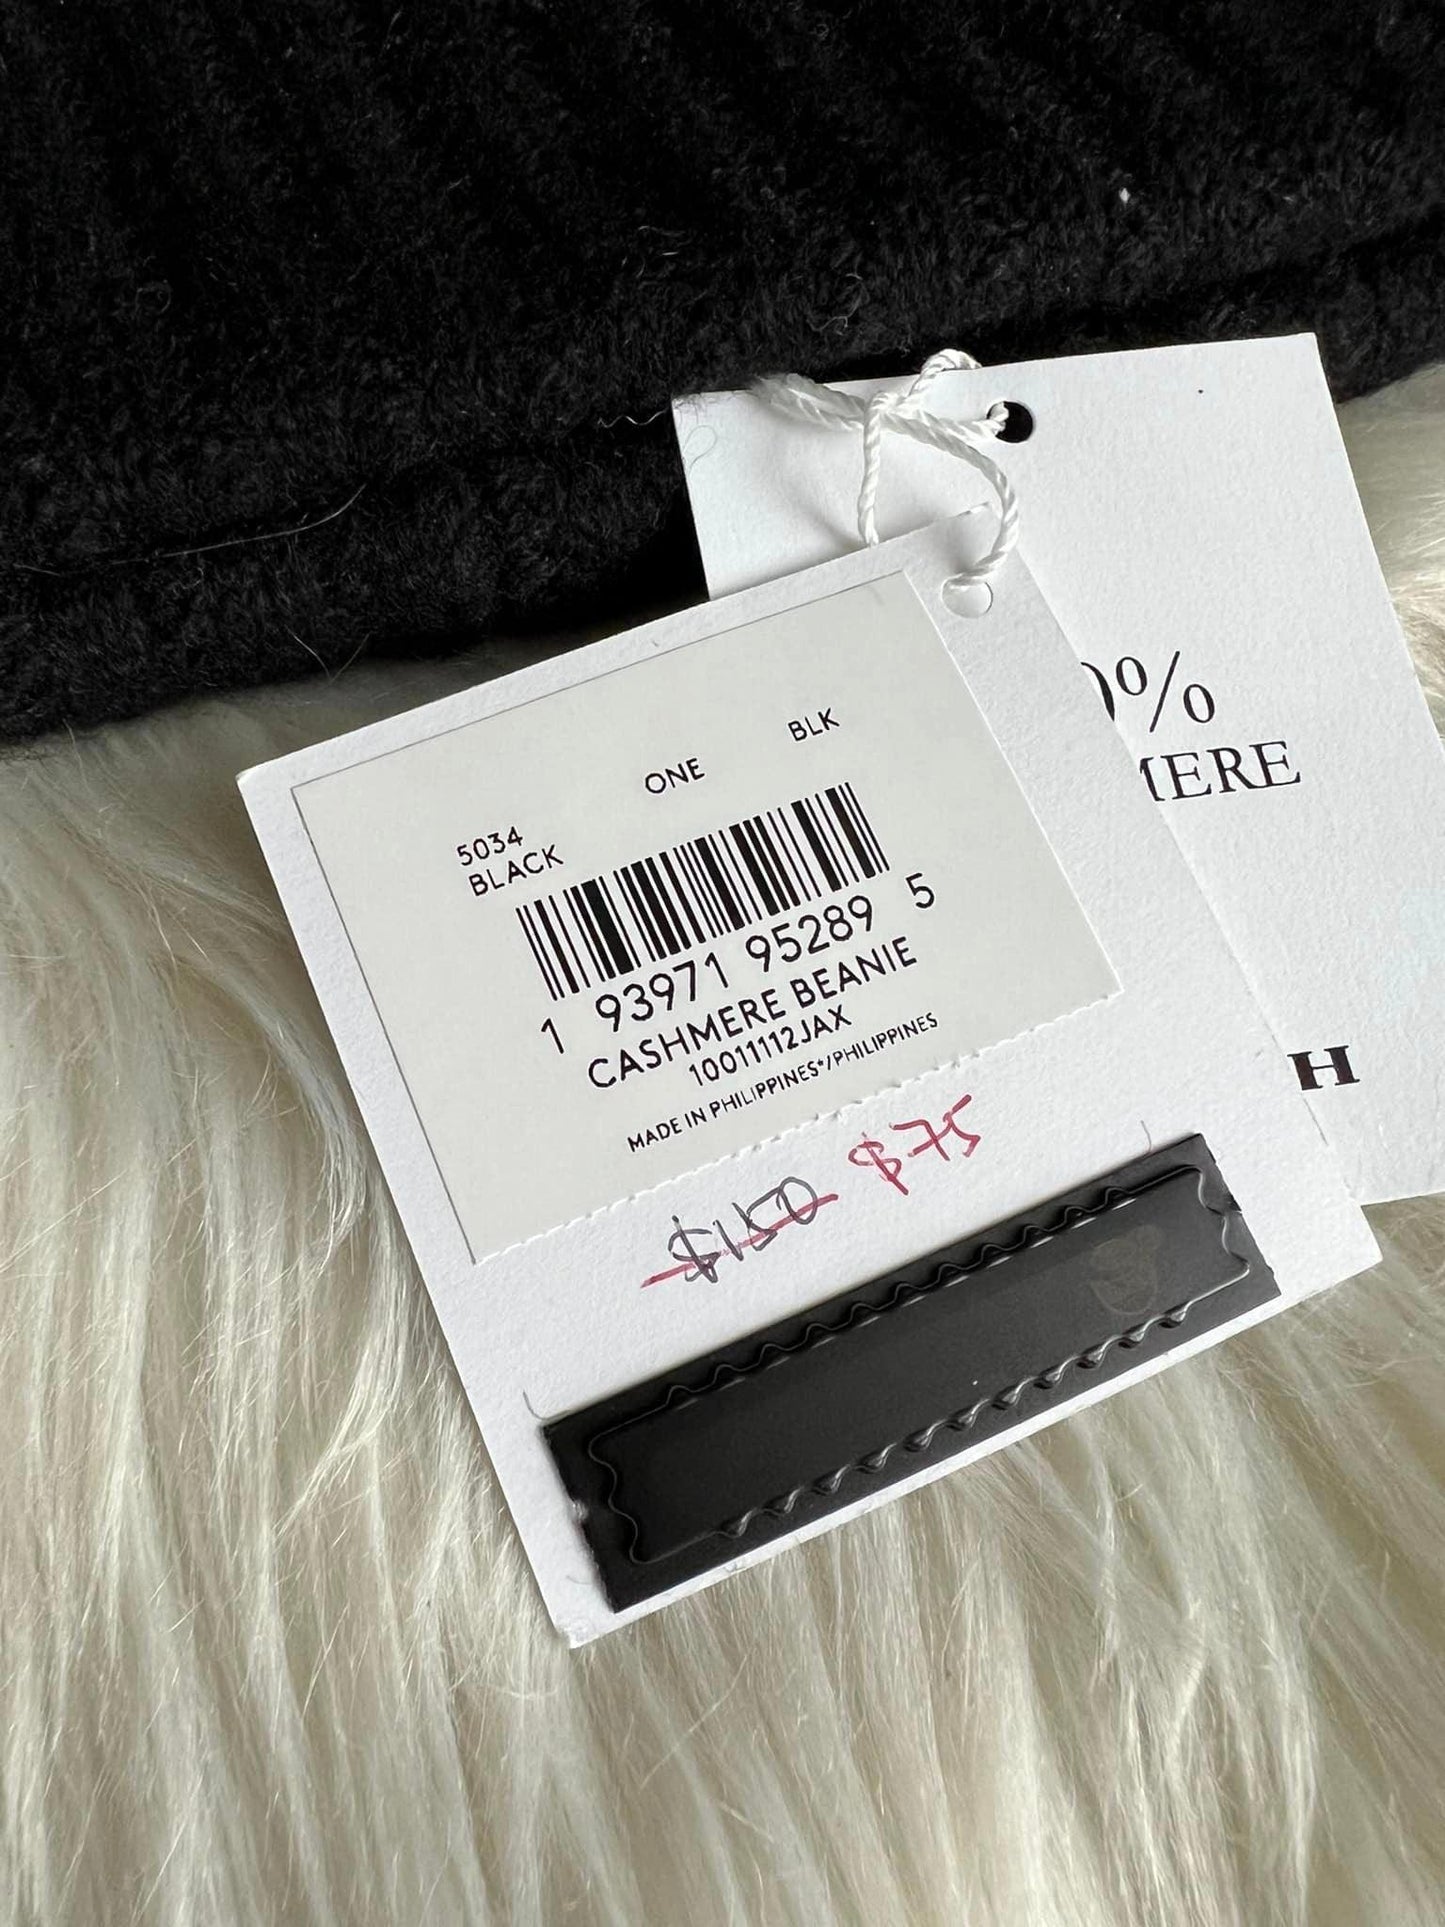 BLK
ONE
5034
BLACK
1 93971 95289 5
CASHMERE BEANIE
10011112JAX
MADE IN PHILIPPINES*/PHILIPPINES
$150 $75
0%
MERE
H